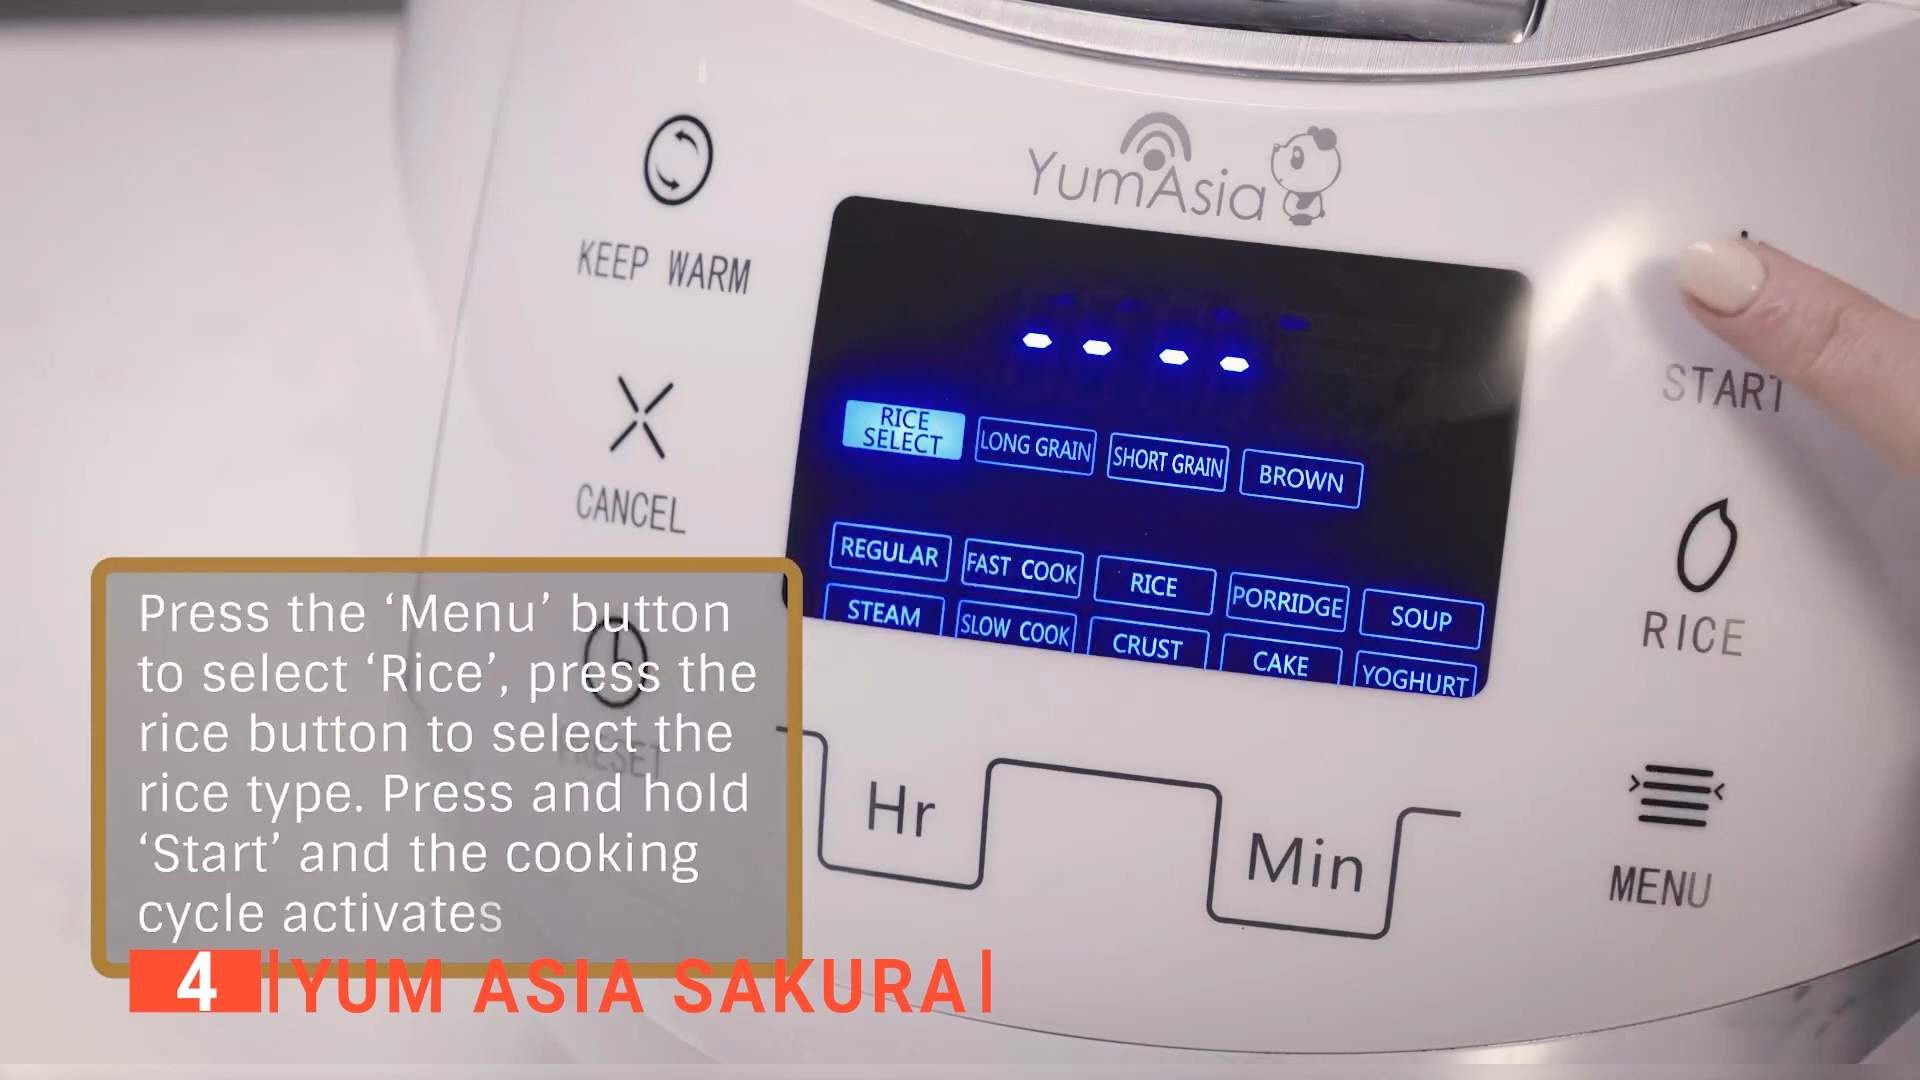 YumAsia
KEEP WARM
START
CANCEL
RICE SELECT
LONG GRAIN
SHORT GRAIN
BROWN
REGULAR
FAST COOK
RICE
PORRIDGE
SOUP
STEAM
SLOW COOK
CRUST
CAKE
YOGHURT
RICE
PRESET
Hr
Min
MENU
Press the ‘Menu’ button
to select ‘Rice’, press the
rice button to select the
rice type. Press and hold
‘Start’ and the cooking
cycle activates
4 YUM ASIA SAKURA